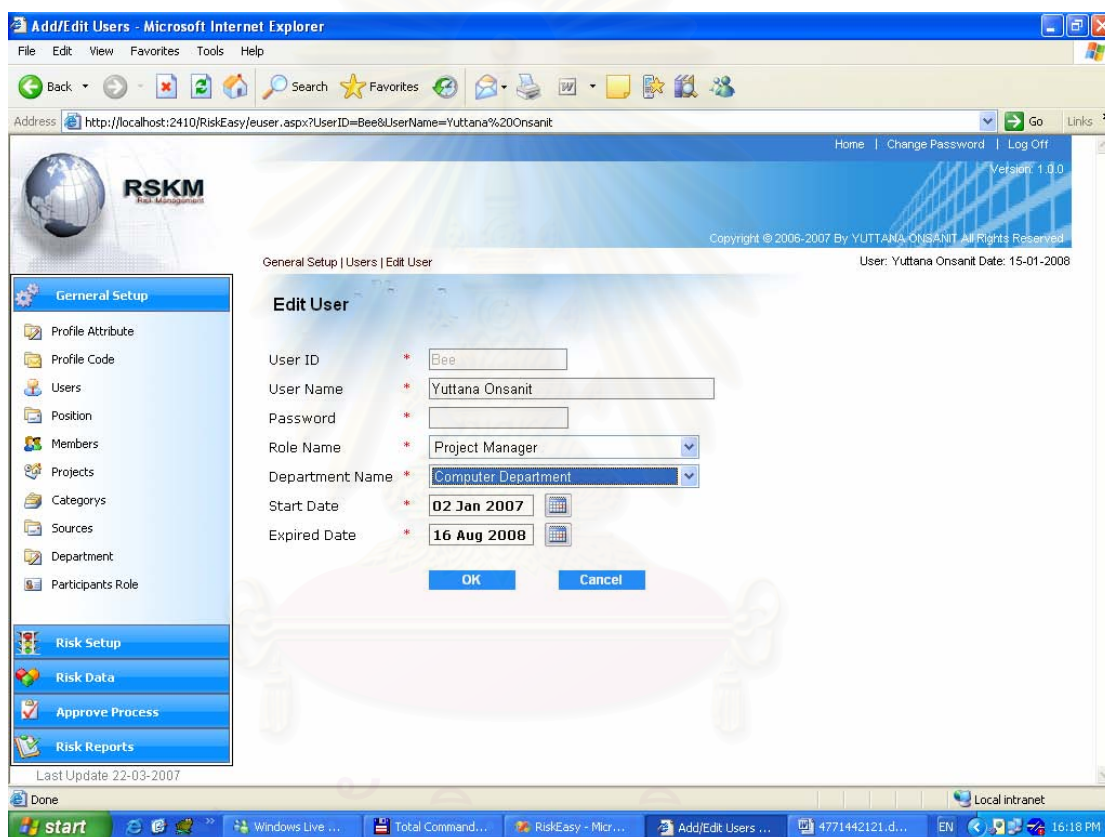 Add/Edit Users - Microsoft Internet Explorer
File Edit View Favorites Tools Help
Back Search Favorites
Address http://localhost:2410/RiskEasy/euser.aspx?UserID=Bee&UserName=Yuttana%20Onsanit Go Links
Home | Change Password | Log Off
RSKM
Risk Management
Version: 1.0.0
Copyright © 2006-2007 By YUTTANA ONSANIT All Rights Reserved
General Setup | Users | Edit User
User: Yuttana Onsanit Date: 15-01-2008
Gerneral Setup
Profile Attribute
Profile Code
Users
Position
Members
Projects
Categorys
Sources
Department
Participants Role
Risk Setup
Risk Data
Approve Process
Risk Reports
Last Update 22-03-2007
Edit User
User ID * Bee
User Name * Yuttana Onsanit
Password *
Role Name * Project Manager
Department Name * Computer Department
Start Date * 02 Jan 2007
Expired Date * 16 Aug 2008
OK Cancel
Done Local intranet
start Windows Live ... Total Command... RiskEasy - Micr... Add/Edit Users ... 4771442121.d... EN 16:18 PM